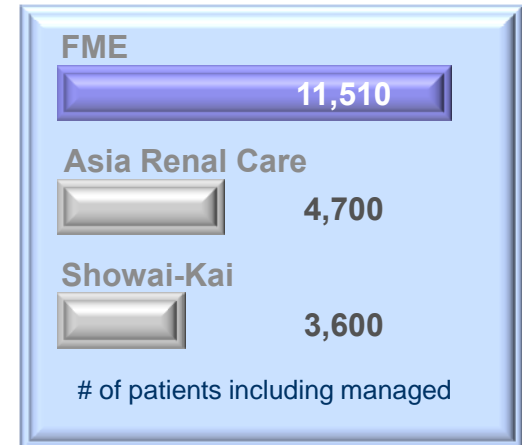 FME
11,510
Asia Renal Care
4,700
Showai-Kai
3,600
# of patients including managed